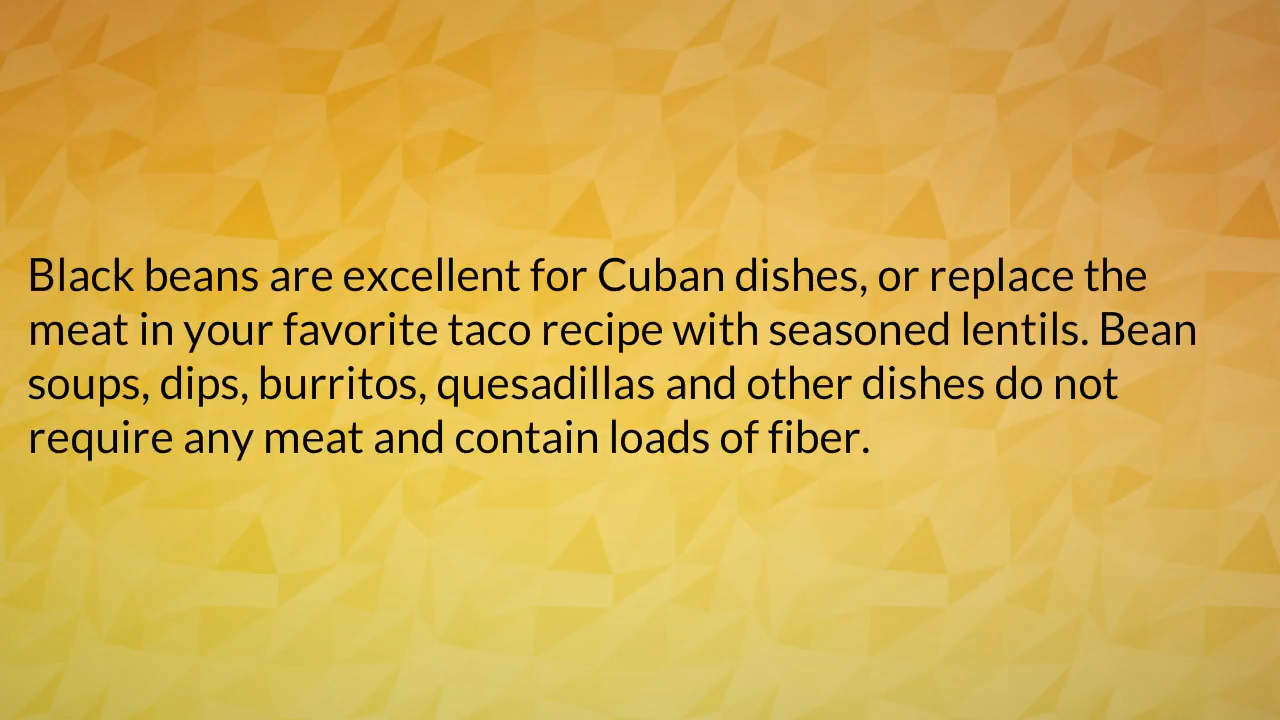 Black beans are excellent for Cuban dishes, or replace the
meat in your favorite taco recipe with seasoned lentils. Bean
soups, dips, burritos, quesadillas and other dishes do not
require any meat and contain loads of fiber.